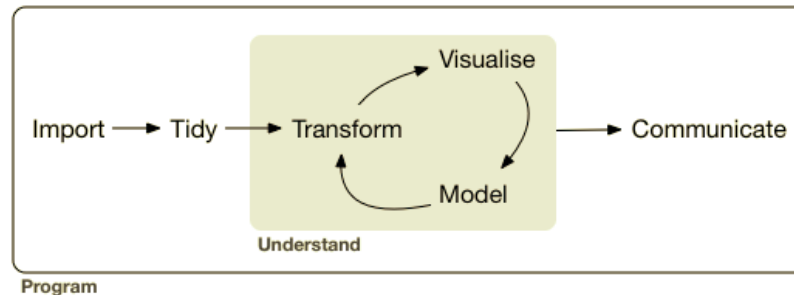 Visualise
Import
Tidy
Transform
Communicate
Model
Understand
Program